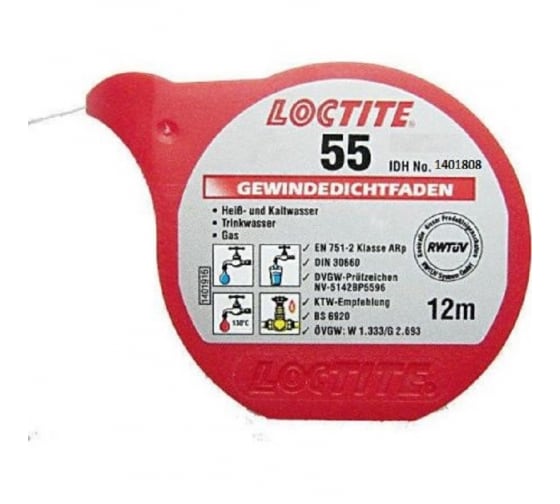 LOCTITE®
55 IDH No. 1401808
GEWINDEDICHTFADEN
• Heiß- und Kaltwasser
• Trinkwasser
• Gas
✓ EN 751-2 Klasse ARp
✓ DIN 30660
✓ DVGW-Prüfzeichen
NV-5142BP5596
✓ KTW-Empfehlung
✓ BS 6920
✓ ÖVGW: W 1.333/G 2.693
130°C
1401915
RWTÜV
12m
LOCTITE®